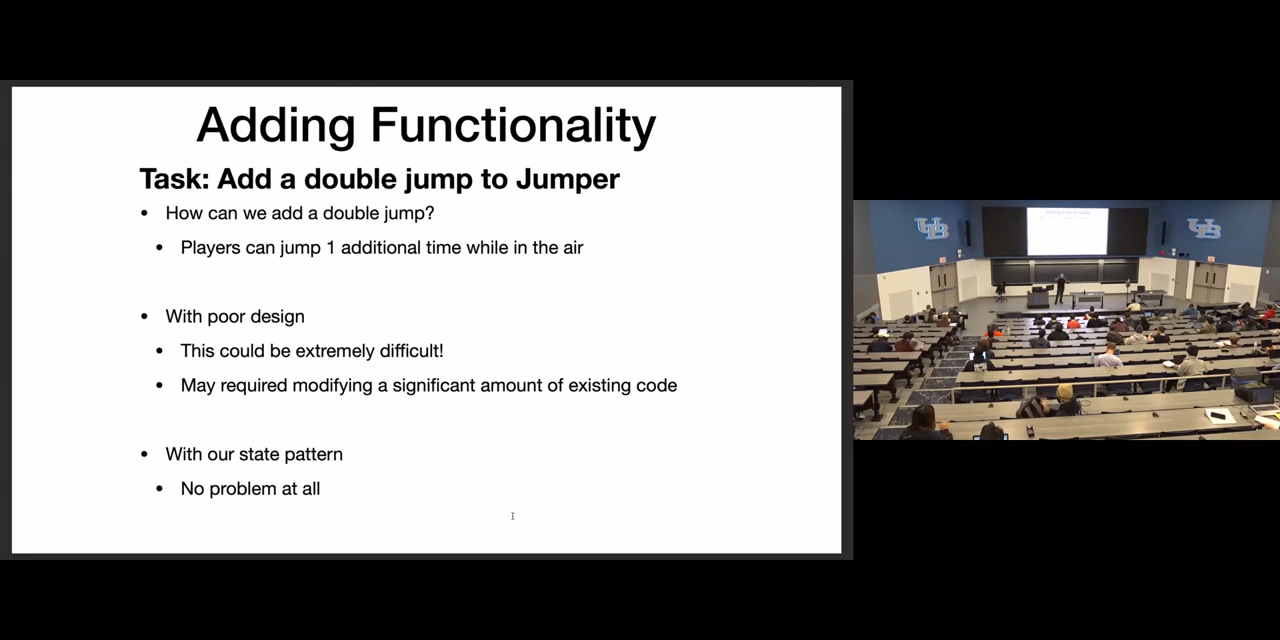 Adding Functionality
Task: Add a double jump to Jumper
• How can we add a double jump?
• Players can jump 1 additional time while in the air
• With poor design
• This could be extremely difficult!
• May required modifying a significant amount of existing code
• With our state pattern
• No problem at all
UB
Adding Functionality
UB